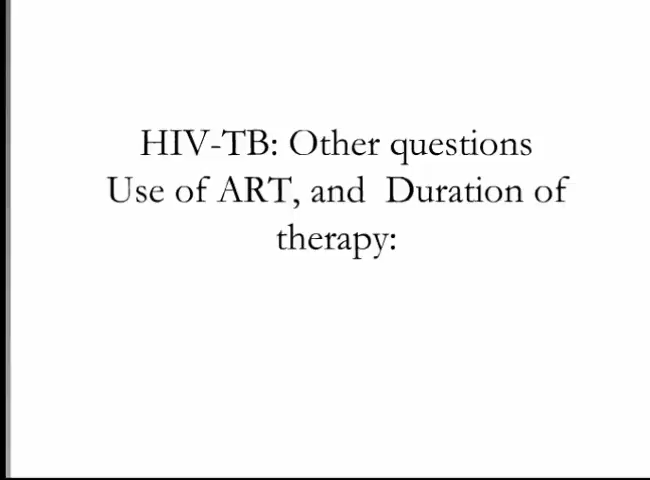 HIV-TB: Other questions
Use of ART, and  Duration of
therapy: